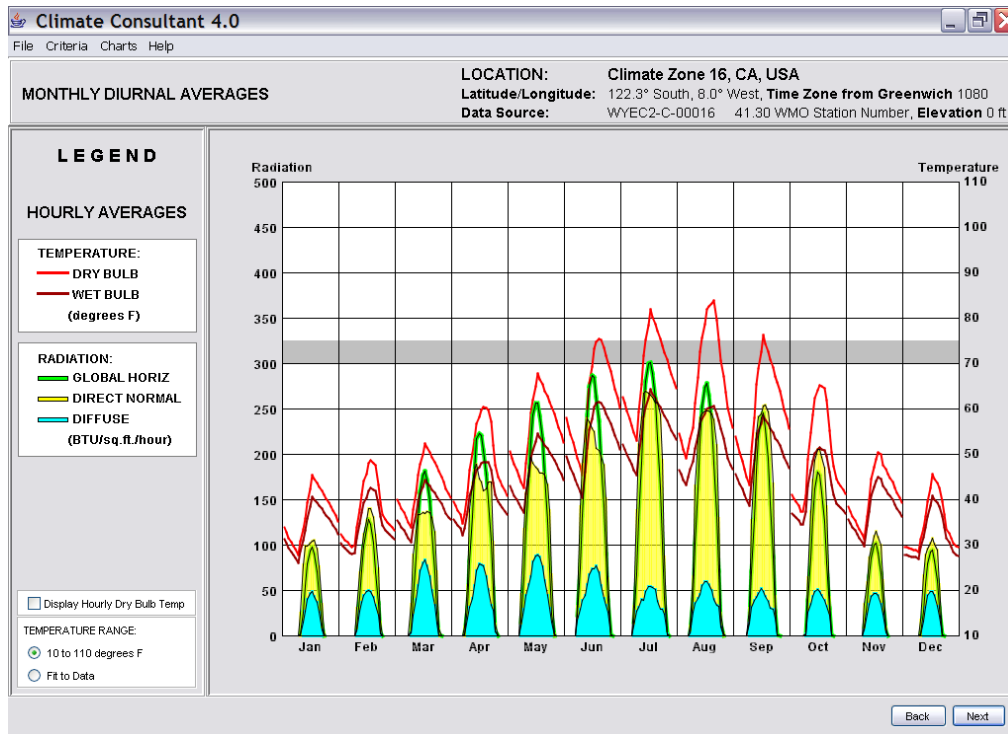 Climate Consultant 4.0
File Criteria Charts Help
MONTHLY DIURNAL AVERAGES
LOCATION: Climate Zone 16, CA, USA
Latitude/Longitude: 122.3° South, 8.0° West, Time Zone from Greenwich 1080
Data Source: WYEC2-C-00016 41.30 WMO Station Number, Elevation 0 ft
LEGEND
HOURLY AVERAGES
TEMPERATURE:
DRY BULB
WET BULB
(degrees F)
RADIATION:
GLOBAL HORIZ
DIRECT NORMAL
DIFFUSE
(BTU/sq.ft./hour)
Display Hourly Dry Bulb Temp
TEMPERATURE RANGE:
10 to 110 degrees F
Fit to Data
Radiation Temperature
500 110
450 100
400 90
350 80
300 70
250 60
200 50
150 40
100 30
50 20
0 10
Jan Feb Mar Apr May Jun Jul Aug Sep Oct Nov Dec
Back Next